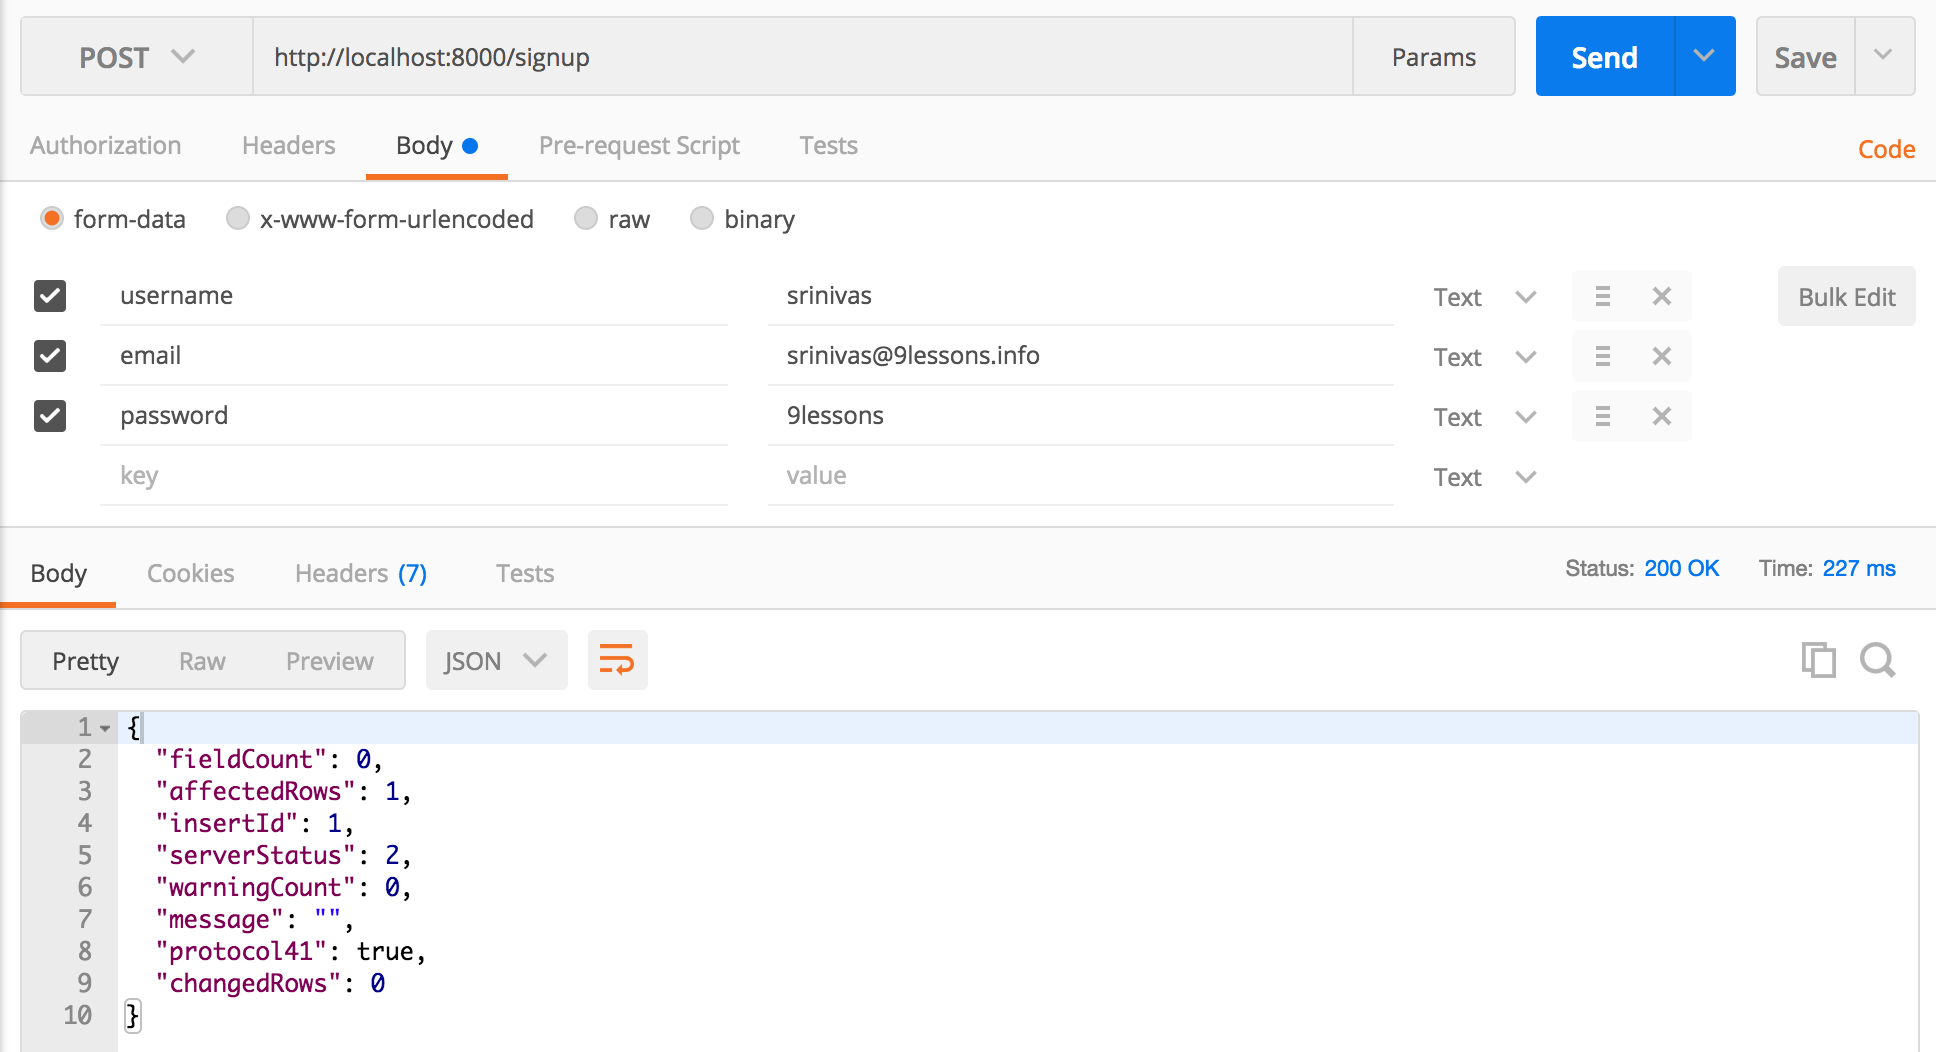 POST http://localhost:8000/signup Params Send Save
Authorization Headers Body Pre-request Script Tests Code
form-data x-www-form-urlencoded raw binary
username srinivas Text Bulk Edit
email srinivas@9lessons.info Text
password 9lessons Text
key value Text
Body Cookies Headers (7) Tests Status: 200 OK Time: 227 ms
Pretty Raw Preview JSON
1 {
2 "fieldCount": 0,
3 "affectedRows": 1,
4 "insertId": 1,
5 "serverStatus": 2,
6 "warningCount": 0,
7 "message": "",
8 "protocol41": true,
9 "changedRows": 0
10 }